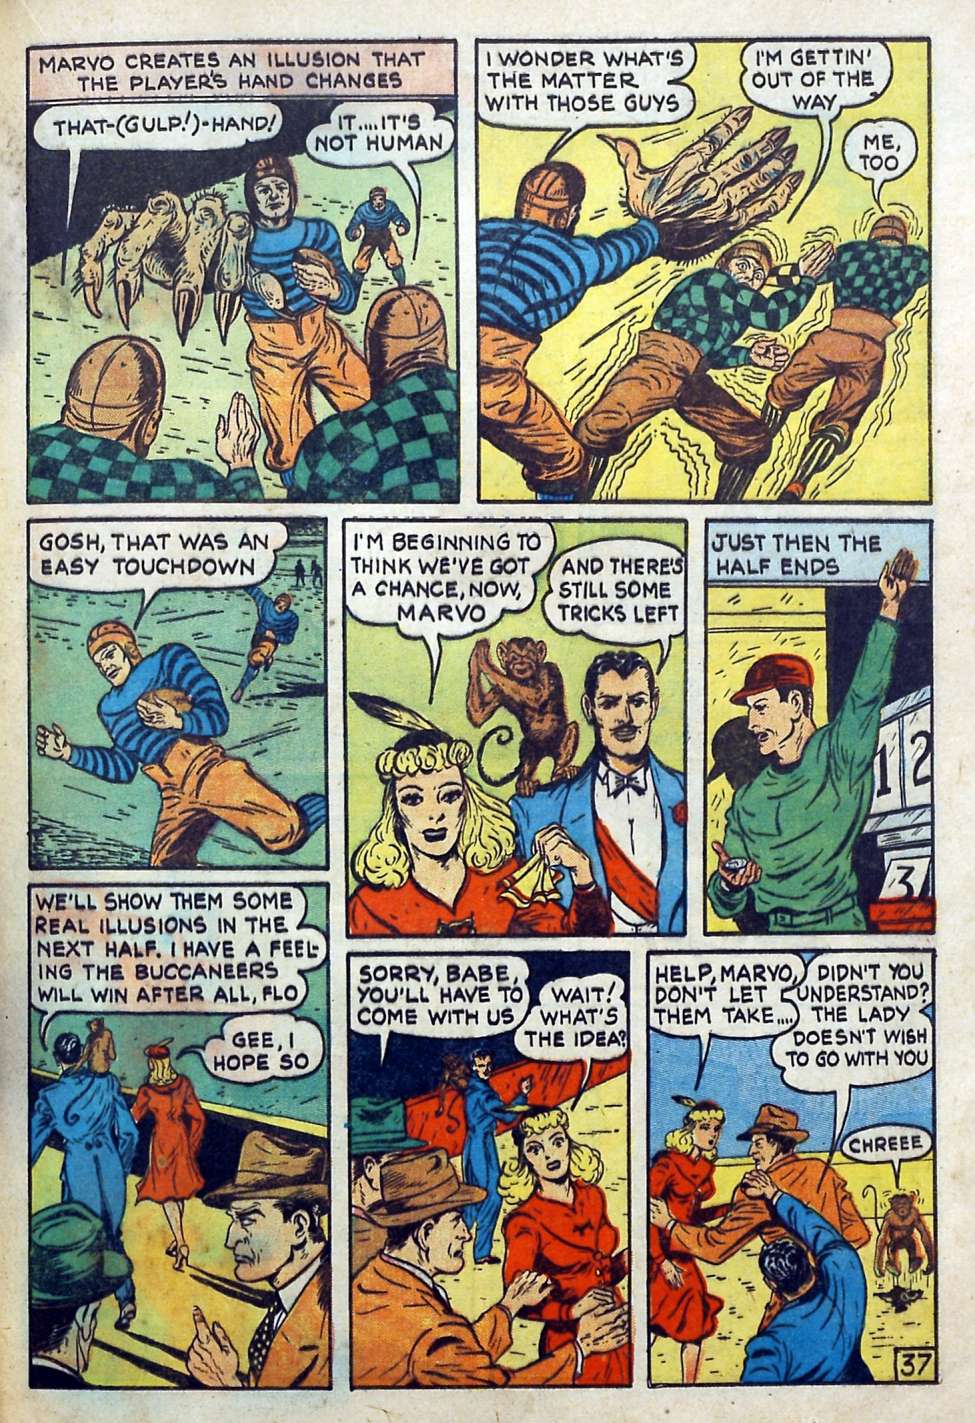 MARVO CREATES AN ILLUSION THAT
THE PLAYER'S HAND CHANGES
THAT-(GULP!)-HAND!
IT....IT'S
NOT HUMAN
I WONDER WHAT'S
THE MATTER
WITH THOSE GUYS
I'M GETTIN'
OUT OF THE
WAY
ME,
TOO
GOSH, THAT WAS AN
EASY TOUCHDOWN
I'M BEGINNING TO
THINK WE'VE GOT
A CHANCE, NOW,
MARVO
AND THERE'S
STILL SOME
TRICKS LEFT
JUST THEN THE
HALF ENDS
12
3
WE'LL SHOW THEM SOME
REAL ILLUSIONS IN THE
NEXT HALF. I HAVE A FEEL-
ING THE BUCCANEERS
WILL WIN AFTER ALL, FLO
GEE, I
HOPE SO
SORRY, BABE,
YOU'LL HAVE TO
COME WITH US
WAIT!
WHAT'S
THE IDEA?
HELP, MARVO,
DON'T LET
THEM TAKE....
DIDN'T YOU
UNDERSTAND?
THE LADY
DOESN'T WISH
TO GO WITH YOU
CHREEE
37